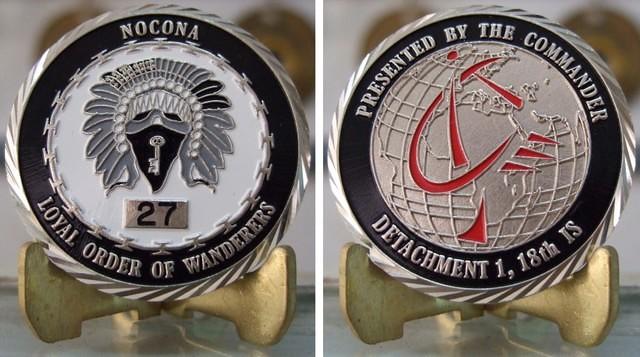 NOCONA
27
LOYAL ORDER OF WANDERERS
PRESENTED BY THE COMMANDER
DETACHMENT 1, 18th IS